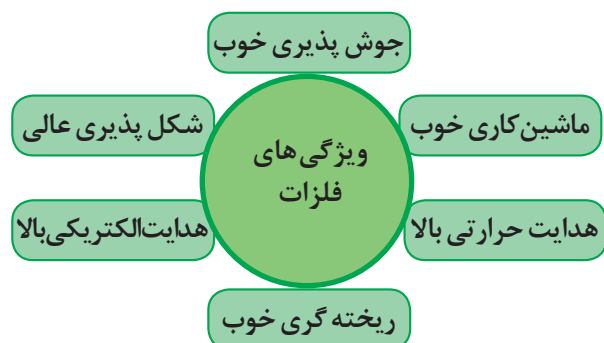 جوش پذیری خوب
ماشین‌کاری خوب
شکل پذیری عالی
ویژگی‌های
فلزات
هدایت حرارتی بالا
هدایت‌الکتریکی‌بالا
ریخته گری خوب